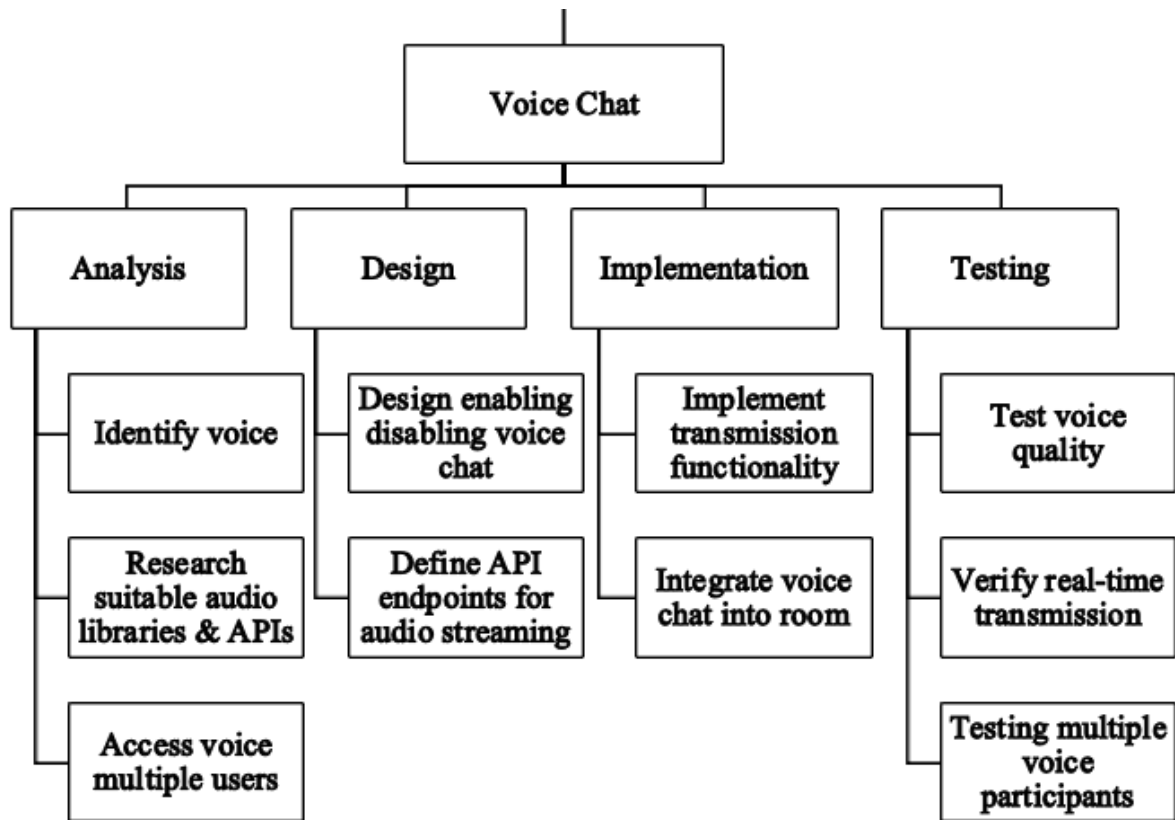 Voice Chat
Analysis
Design
Implementation
Testing
Identify voice
Design enabling
disabling voice
chat
Implement
transmission
functionality
Test voice
quality
Research
suitable audio
libraries & APIs
Define API
endpoints for
audio streaming
Integrate voice
chat into room
Verify real-time
transmission
Access voice
multiple users
Testing multiple
voice
participants